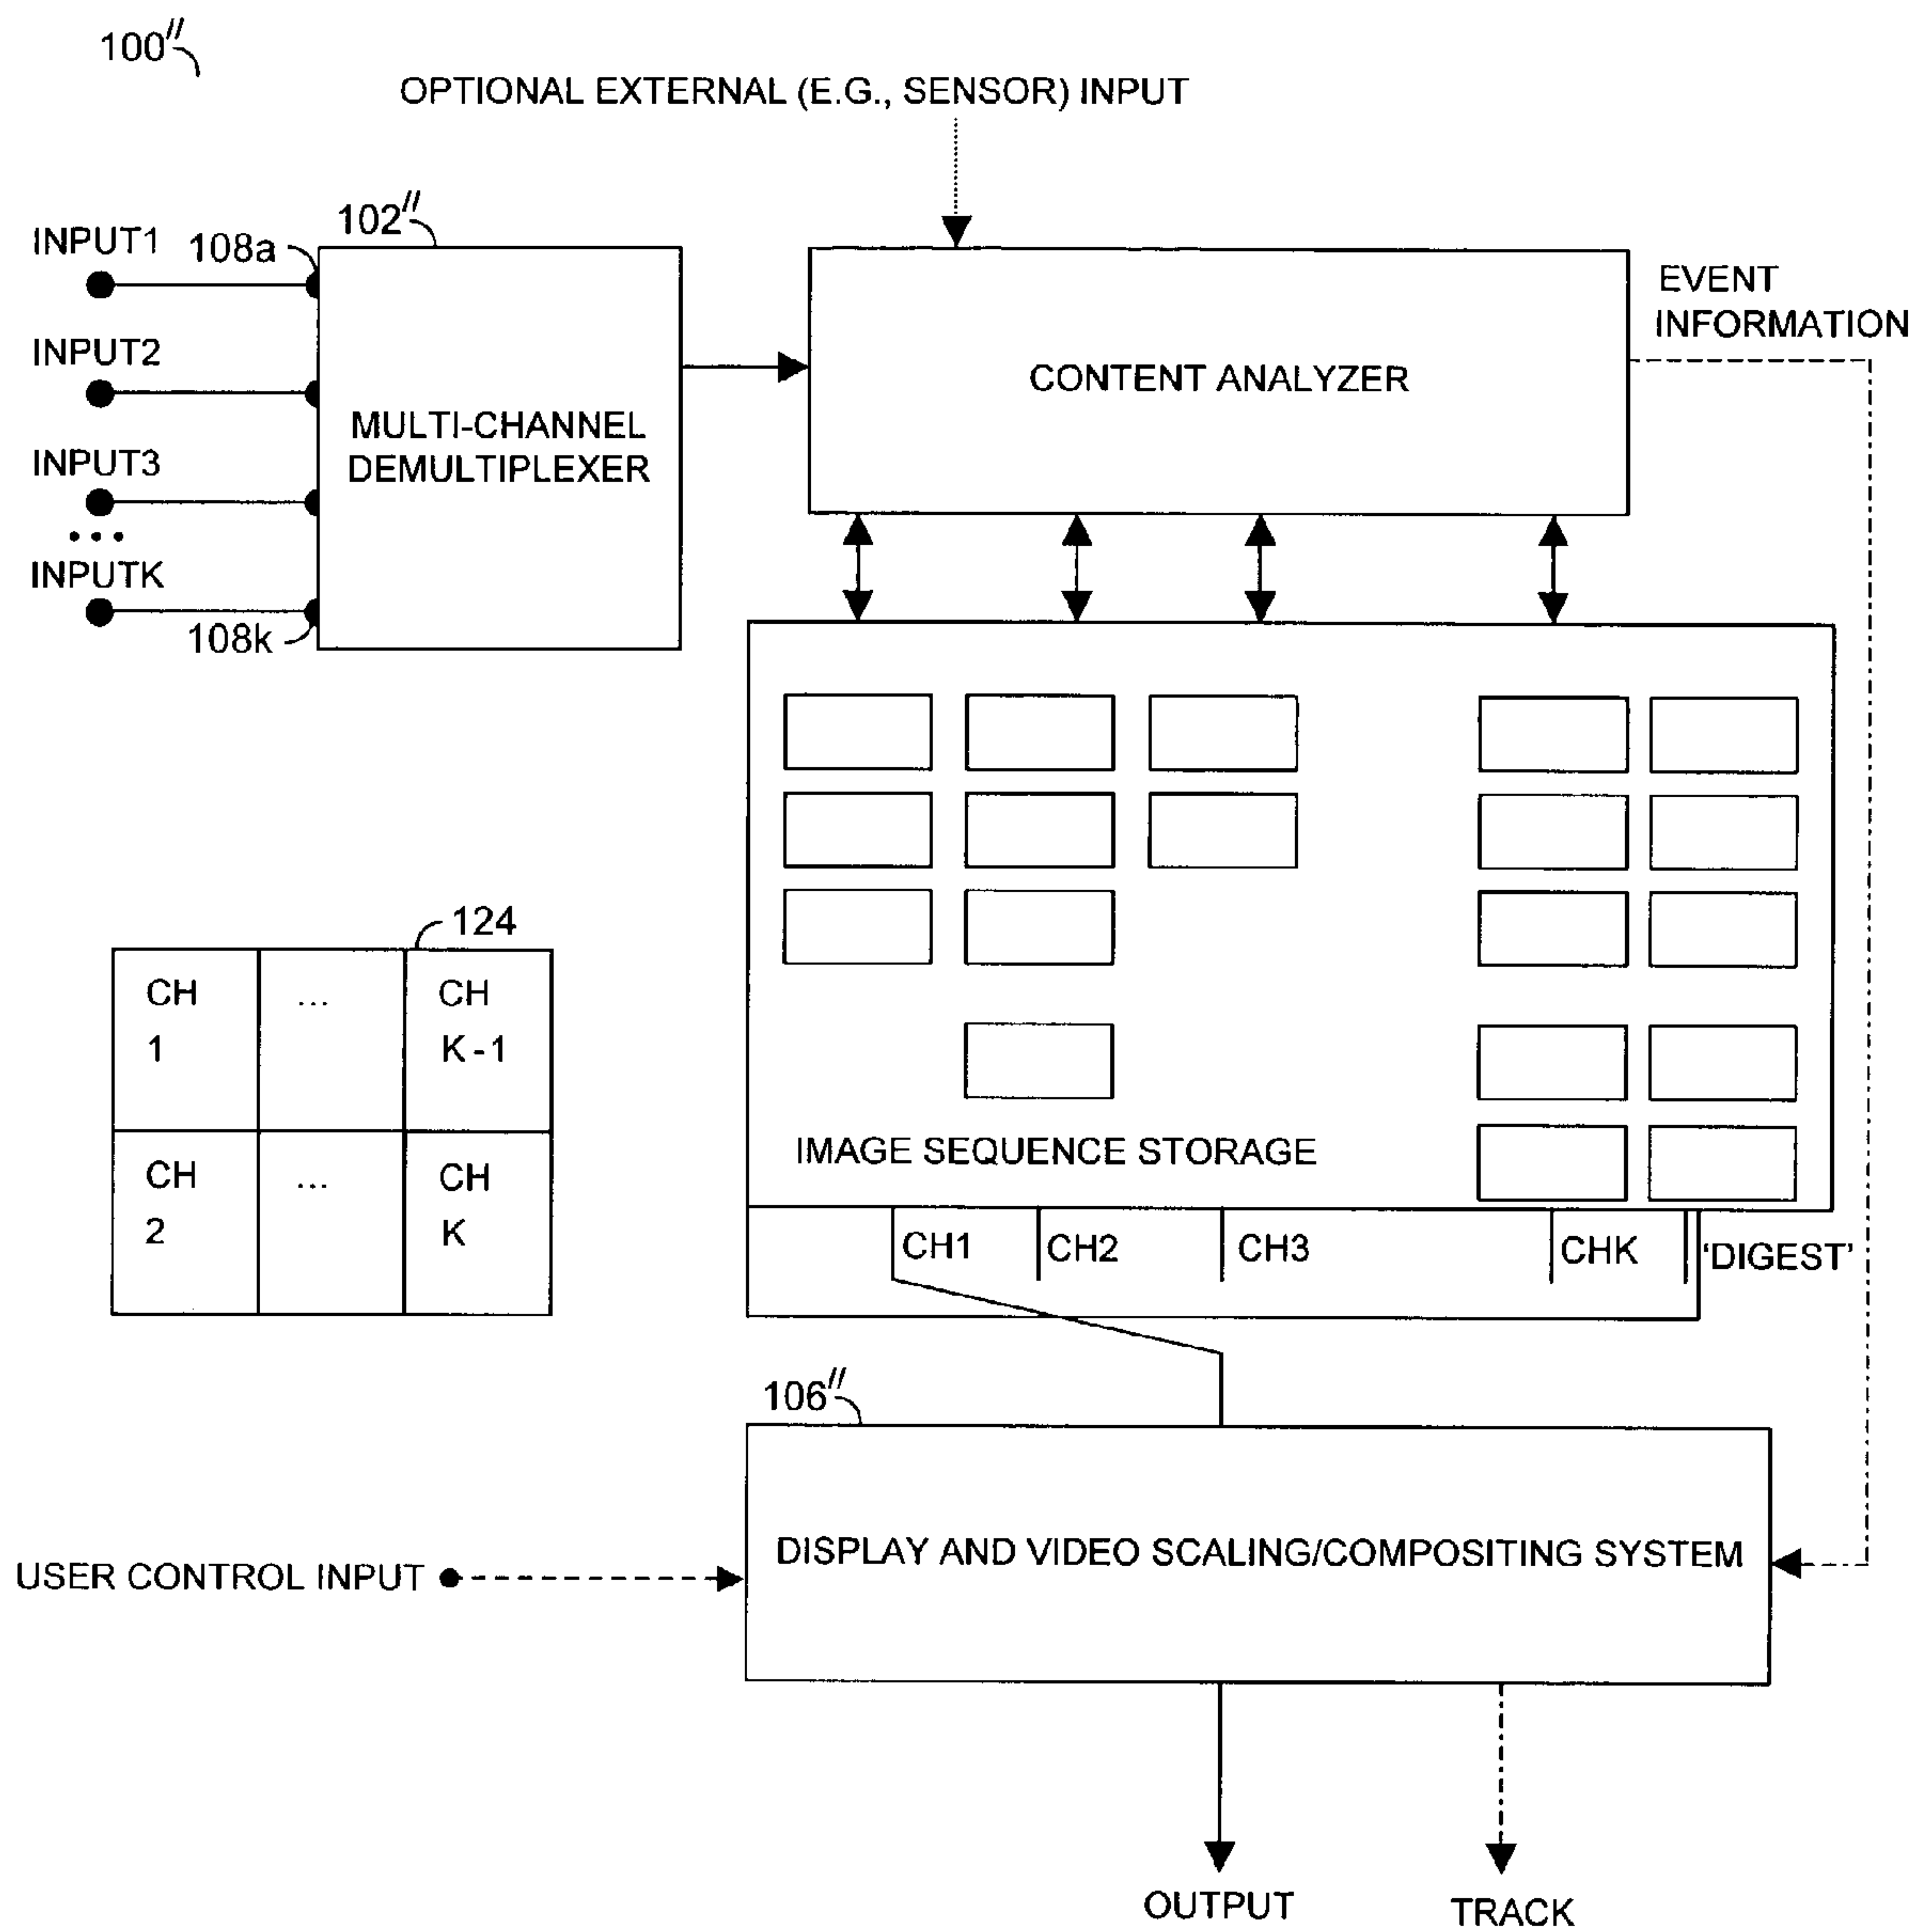 100''
OPTIONAL EXTERNAL (E.G., SENSOR) INPUT
INPUT1
108a
102''
EVENT
INFORMATION
INPUT2
CONTENT ANALYZER
MULTI-CHANNEL
DEMULTIPLEXER
INPUT3
...
INPUTK
108k
124
CH
1
...
CH
K-1
CH
2
...
CH
K
IMAGE SEQUENCE STORAGE
CH1
CH2
CH3
CHK
'DIGEST'
106''
DISPLAY AND VIDEO SCALING/COMPOSITING SYSTEM
USER CONTROL INPUT
OUTPUT
TRACK